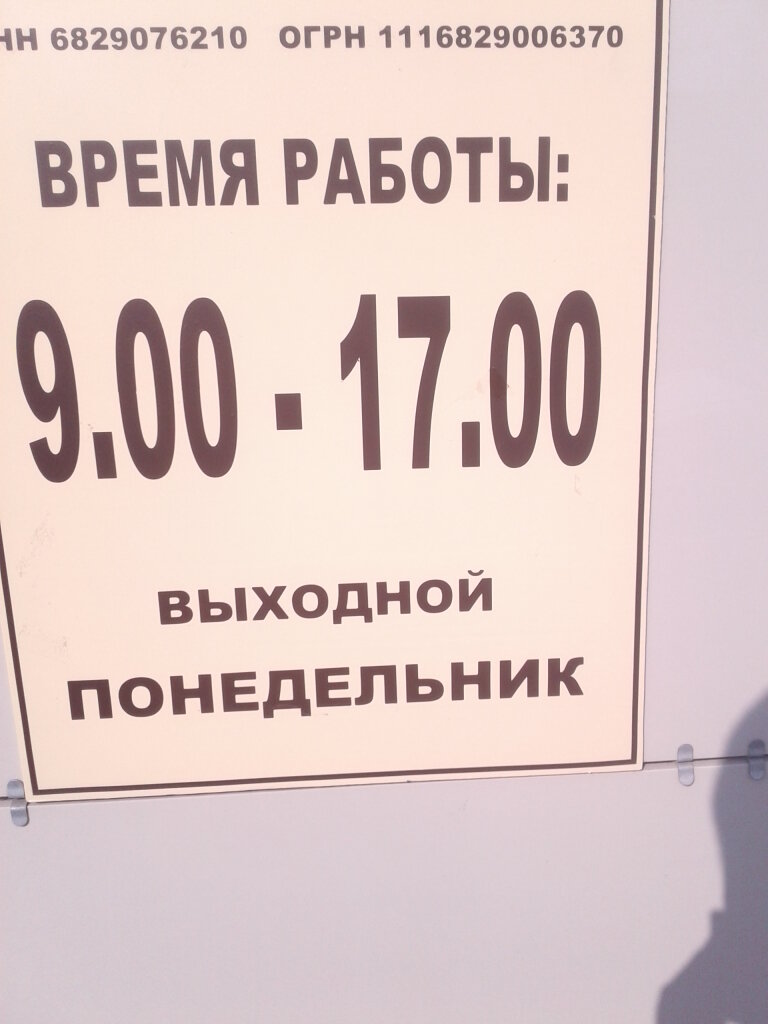 НН 6829076210 ОГРН 1116829006370
ВРЕМЯ РАБОТЫ:
9.00 - 17.00
ВЫХОДНОЙ
ПОНЕДЕЛЬНИК